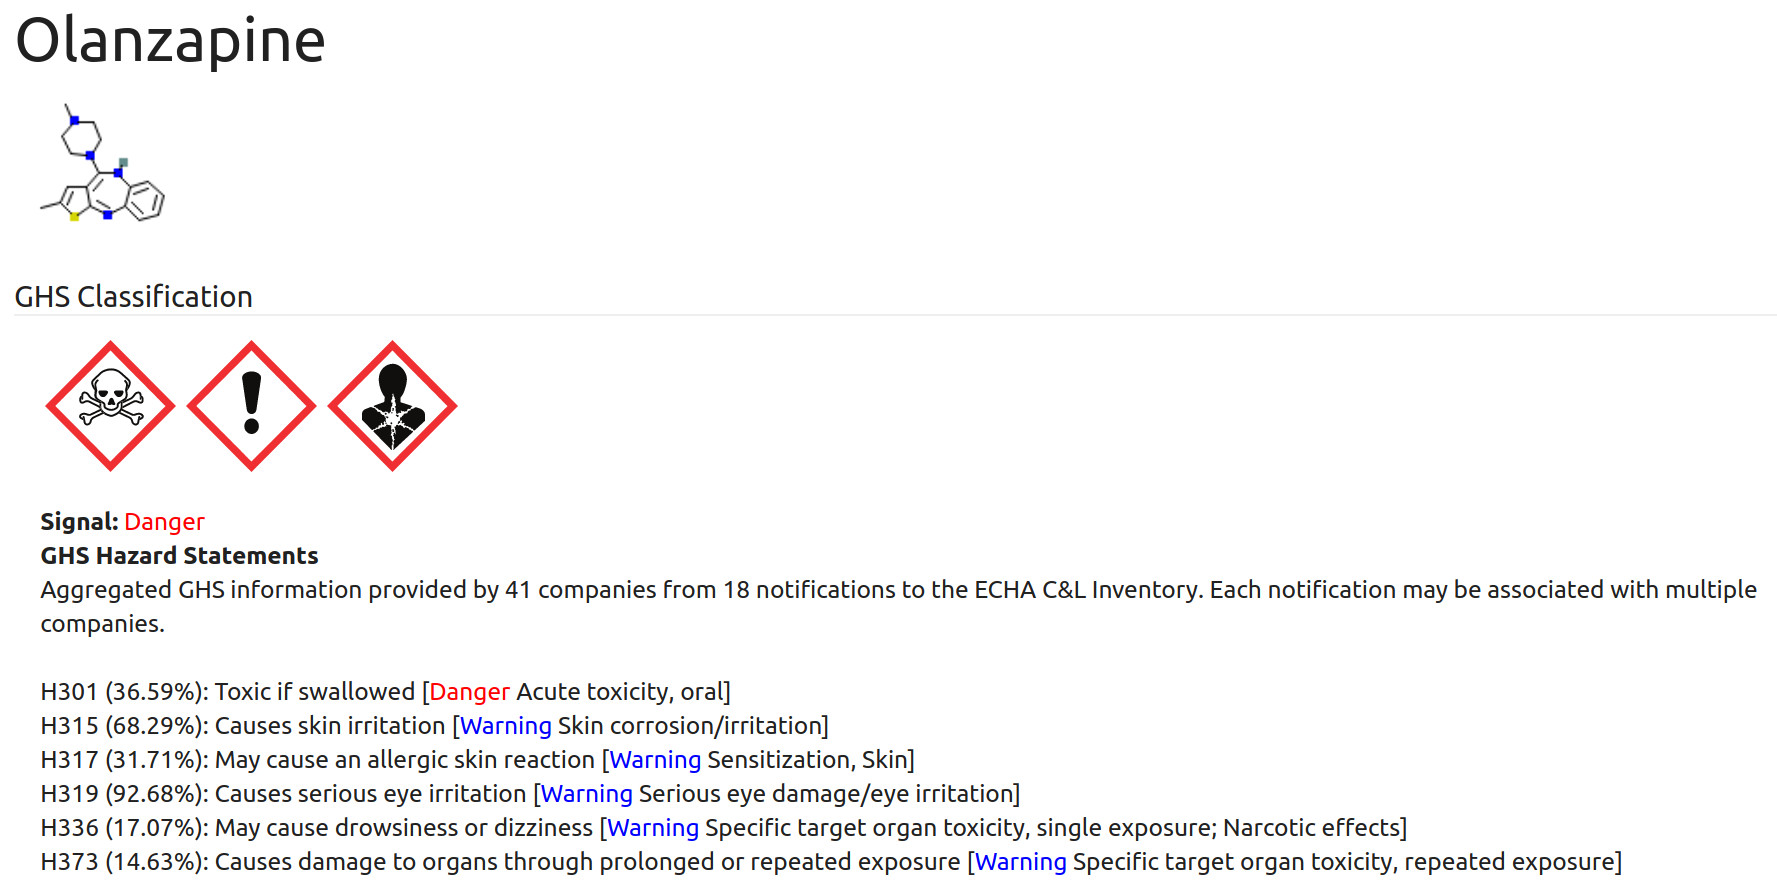 Olanzapine
GHS Classification
Signal: Danger
GHS Hazard Statements
Aggregated GHS information provided by 41 companies from 18 notifications to the ECHA C&L Inventory. Each notification may be associated with multiple
companies.
H301 (36.59%): Toxic if swallowed [Danger Acute toxicity, oral]
H315 (68.29%): Causes skin irritation [Warning Skin corrosion/irritation]
H317 (31.71%): May cause an allergic skin reaction [Warning Sensitization, Skin]
H319 (92.68%): Causes serious eye irritation [Warning Serious eye damage/eye irritation]
H336 (17.07%): May cause drowsiness or dizziness [Warning Specific target organ toxicity, single exposure; Narcotic effects]
H373 (14.63%): Causes damage to organs through prolonged or repeated exposure [Warning Specific target organ toxicity, repeated exposure]